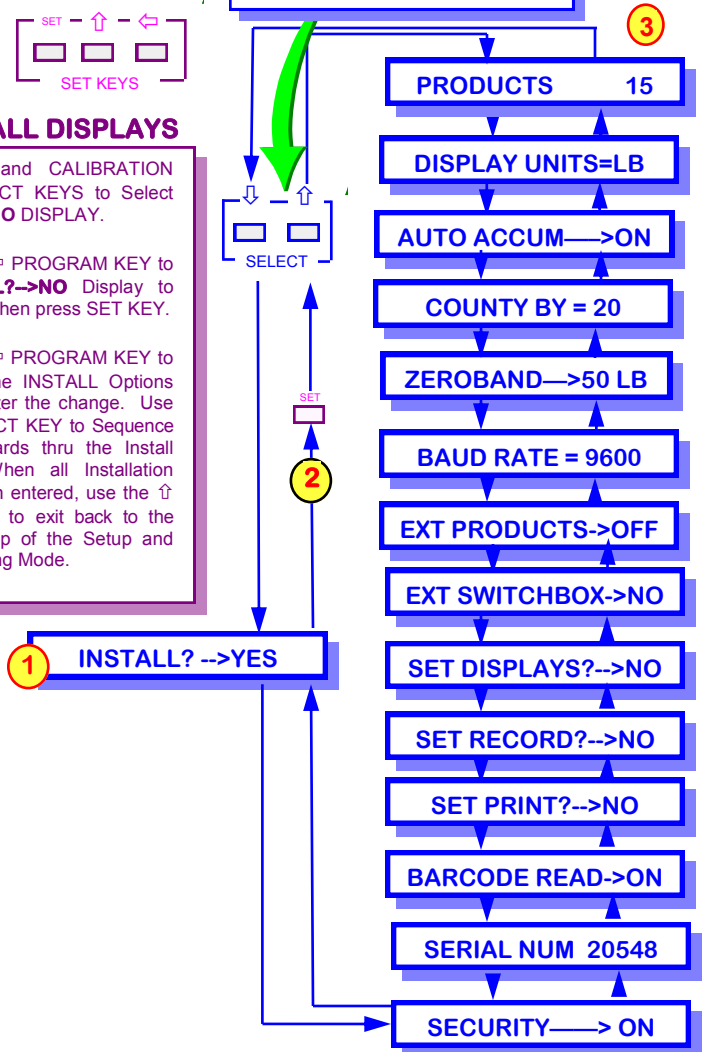 SET ⇧ ⇦
SET KEYS
ALL DISPLAYS
and CALIBRATION
CT KEYS to Select
O DISPLAY.
PROGRAM KEY to
L?-->NO Display to
hen press SET KEY.
PROGRAM KEY to
he INSTALL Options
ter the change. Use
CT KEY to Sequence
ards thru the Install
When all Installation
n entered, use the ⇧
to exit back to the
p of the Setup and
ng Mode.
⇩ ⇧
SELECT
SET
2
1
INSTALL? -->YES
3
PRODUCTS 15
DISPLAY UNITS=LB
AUTO ACCUM——>ON
COUNTY BY = 20
ZEROBAND—>50 LB
BAUD RATE = 9600
EXT PRODUCTS->OFF
EXT SWITCHBOX->NO
SET DISPLAYS?-->NO
SET RECORD?-->NO
SET PRINT?-->NO
BARCODE READ->ON
SERIAL NUM 20548
SECURITY——> ON